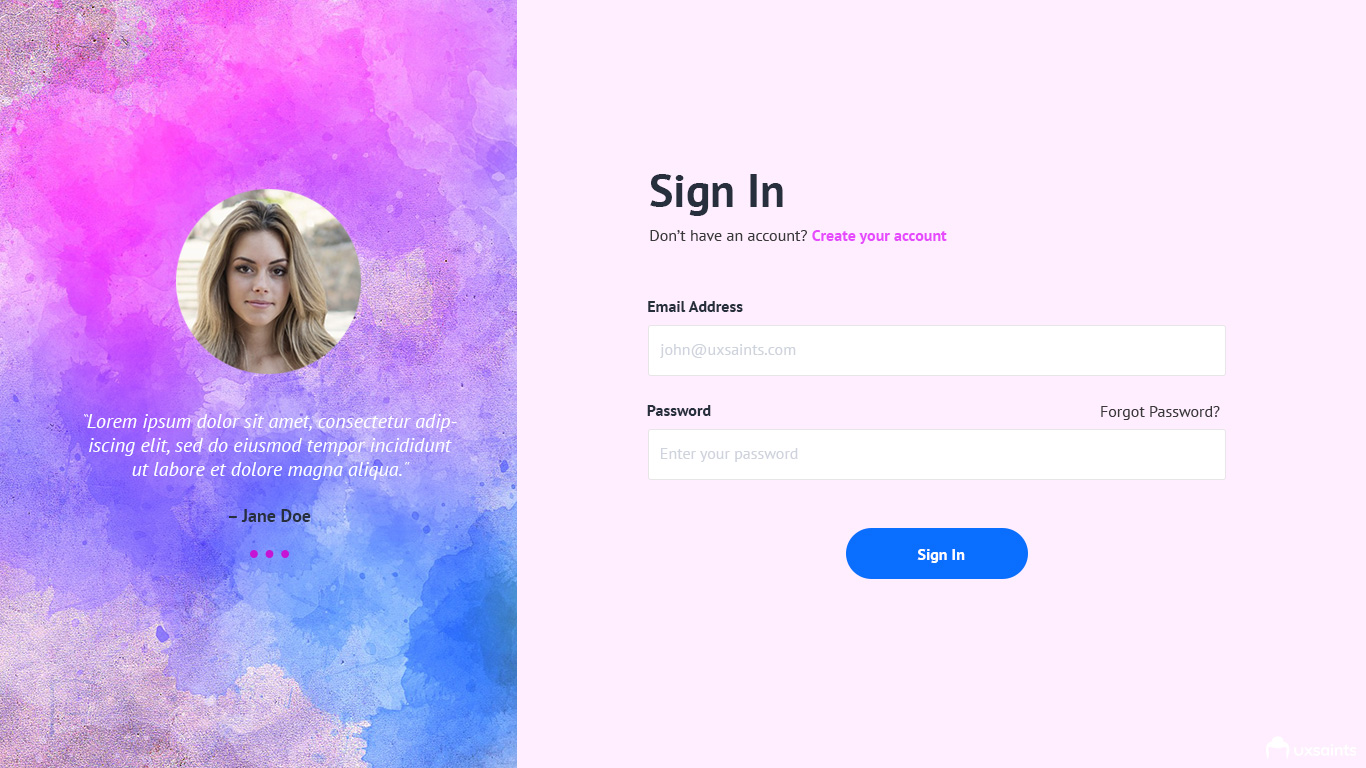 "Lorem ipsum dolor sit amet, consectetur adip-
iscing elit, sed do eiusmod tempor incididunt
ut labore et dolore magna aliqua."
– Jane Doe
Sign In
Don't have an account? Create your account
Email Address
john@uxsaints.com
Password Forgot Password?
Enter your password
Sign In
uxsaints